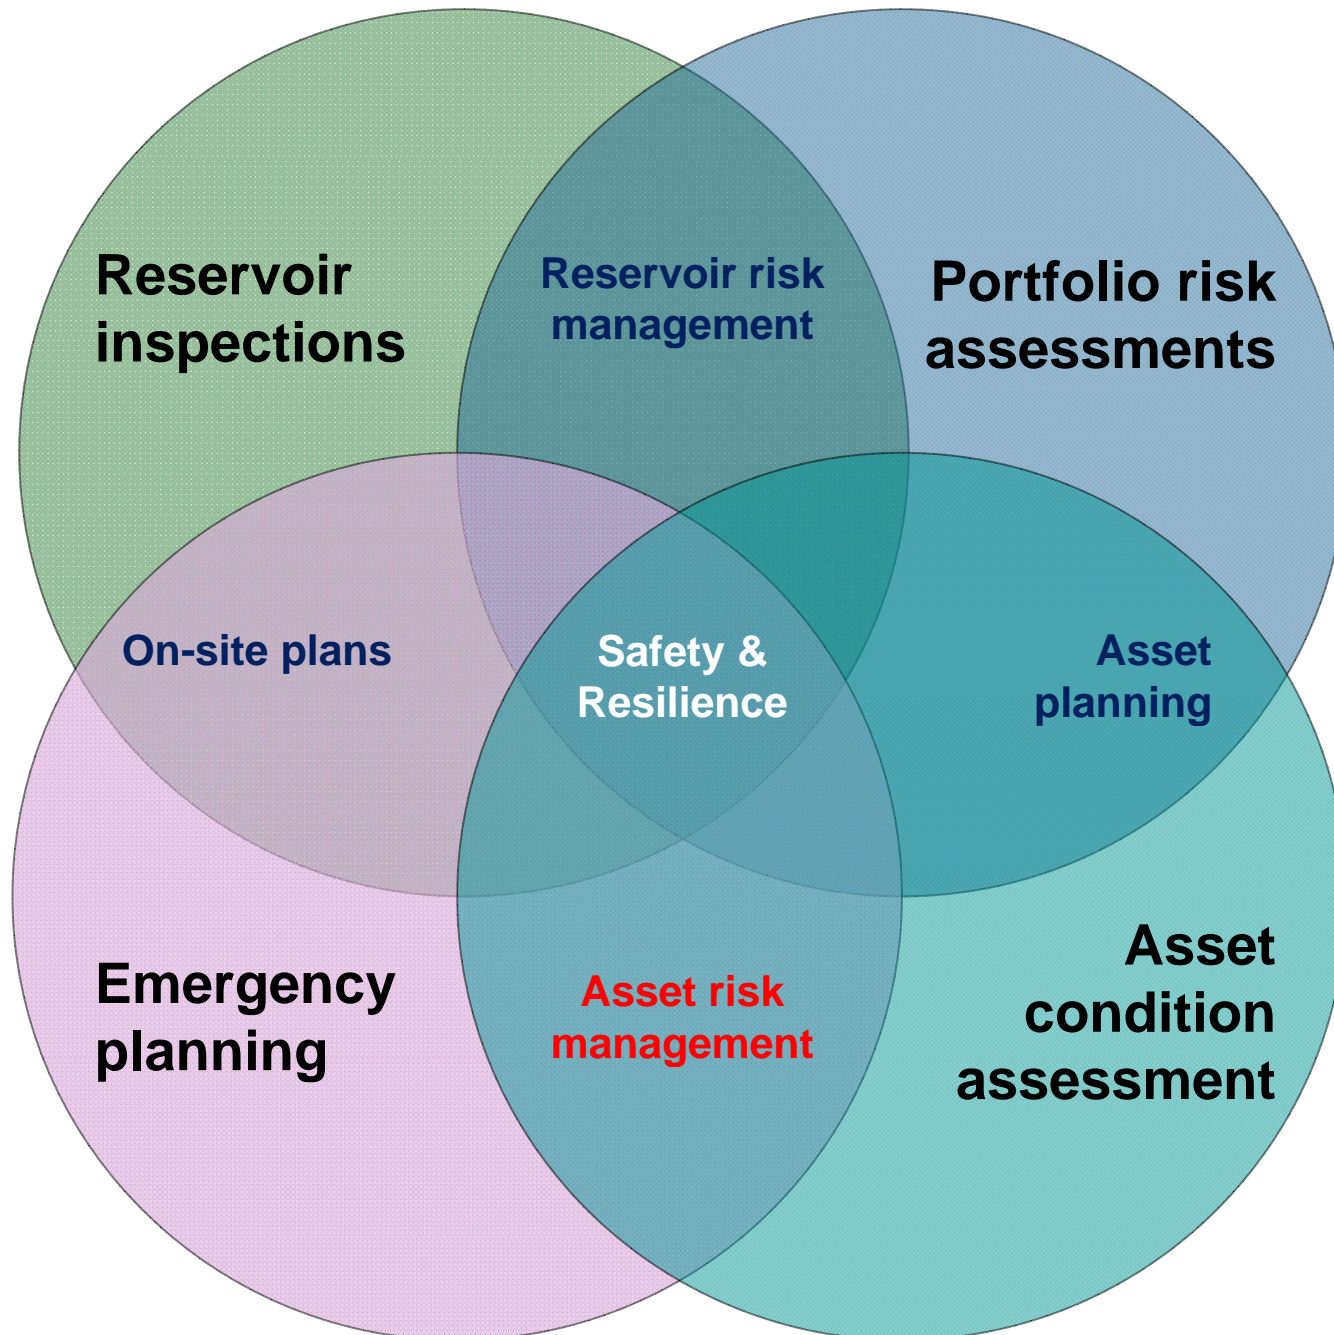 Reservoir
inspections
Reservoir risk
management
Portfolio risk
assessments
On-site plans
Safety &
Resilience
Asset
planning
Emergency
planning
Asset risk
management
Asset
condition
assessment